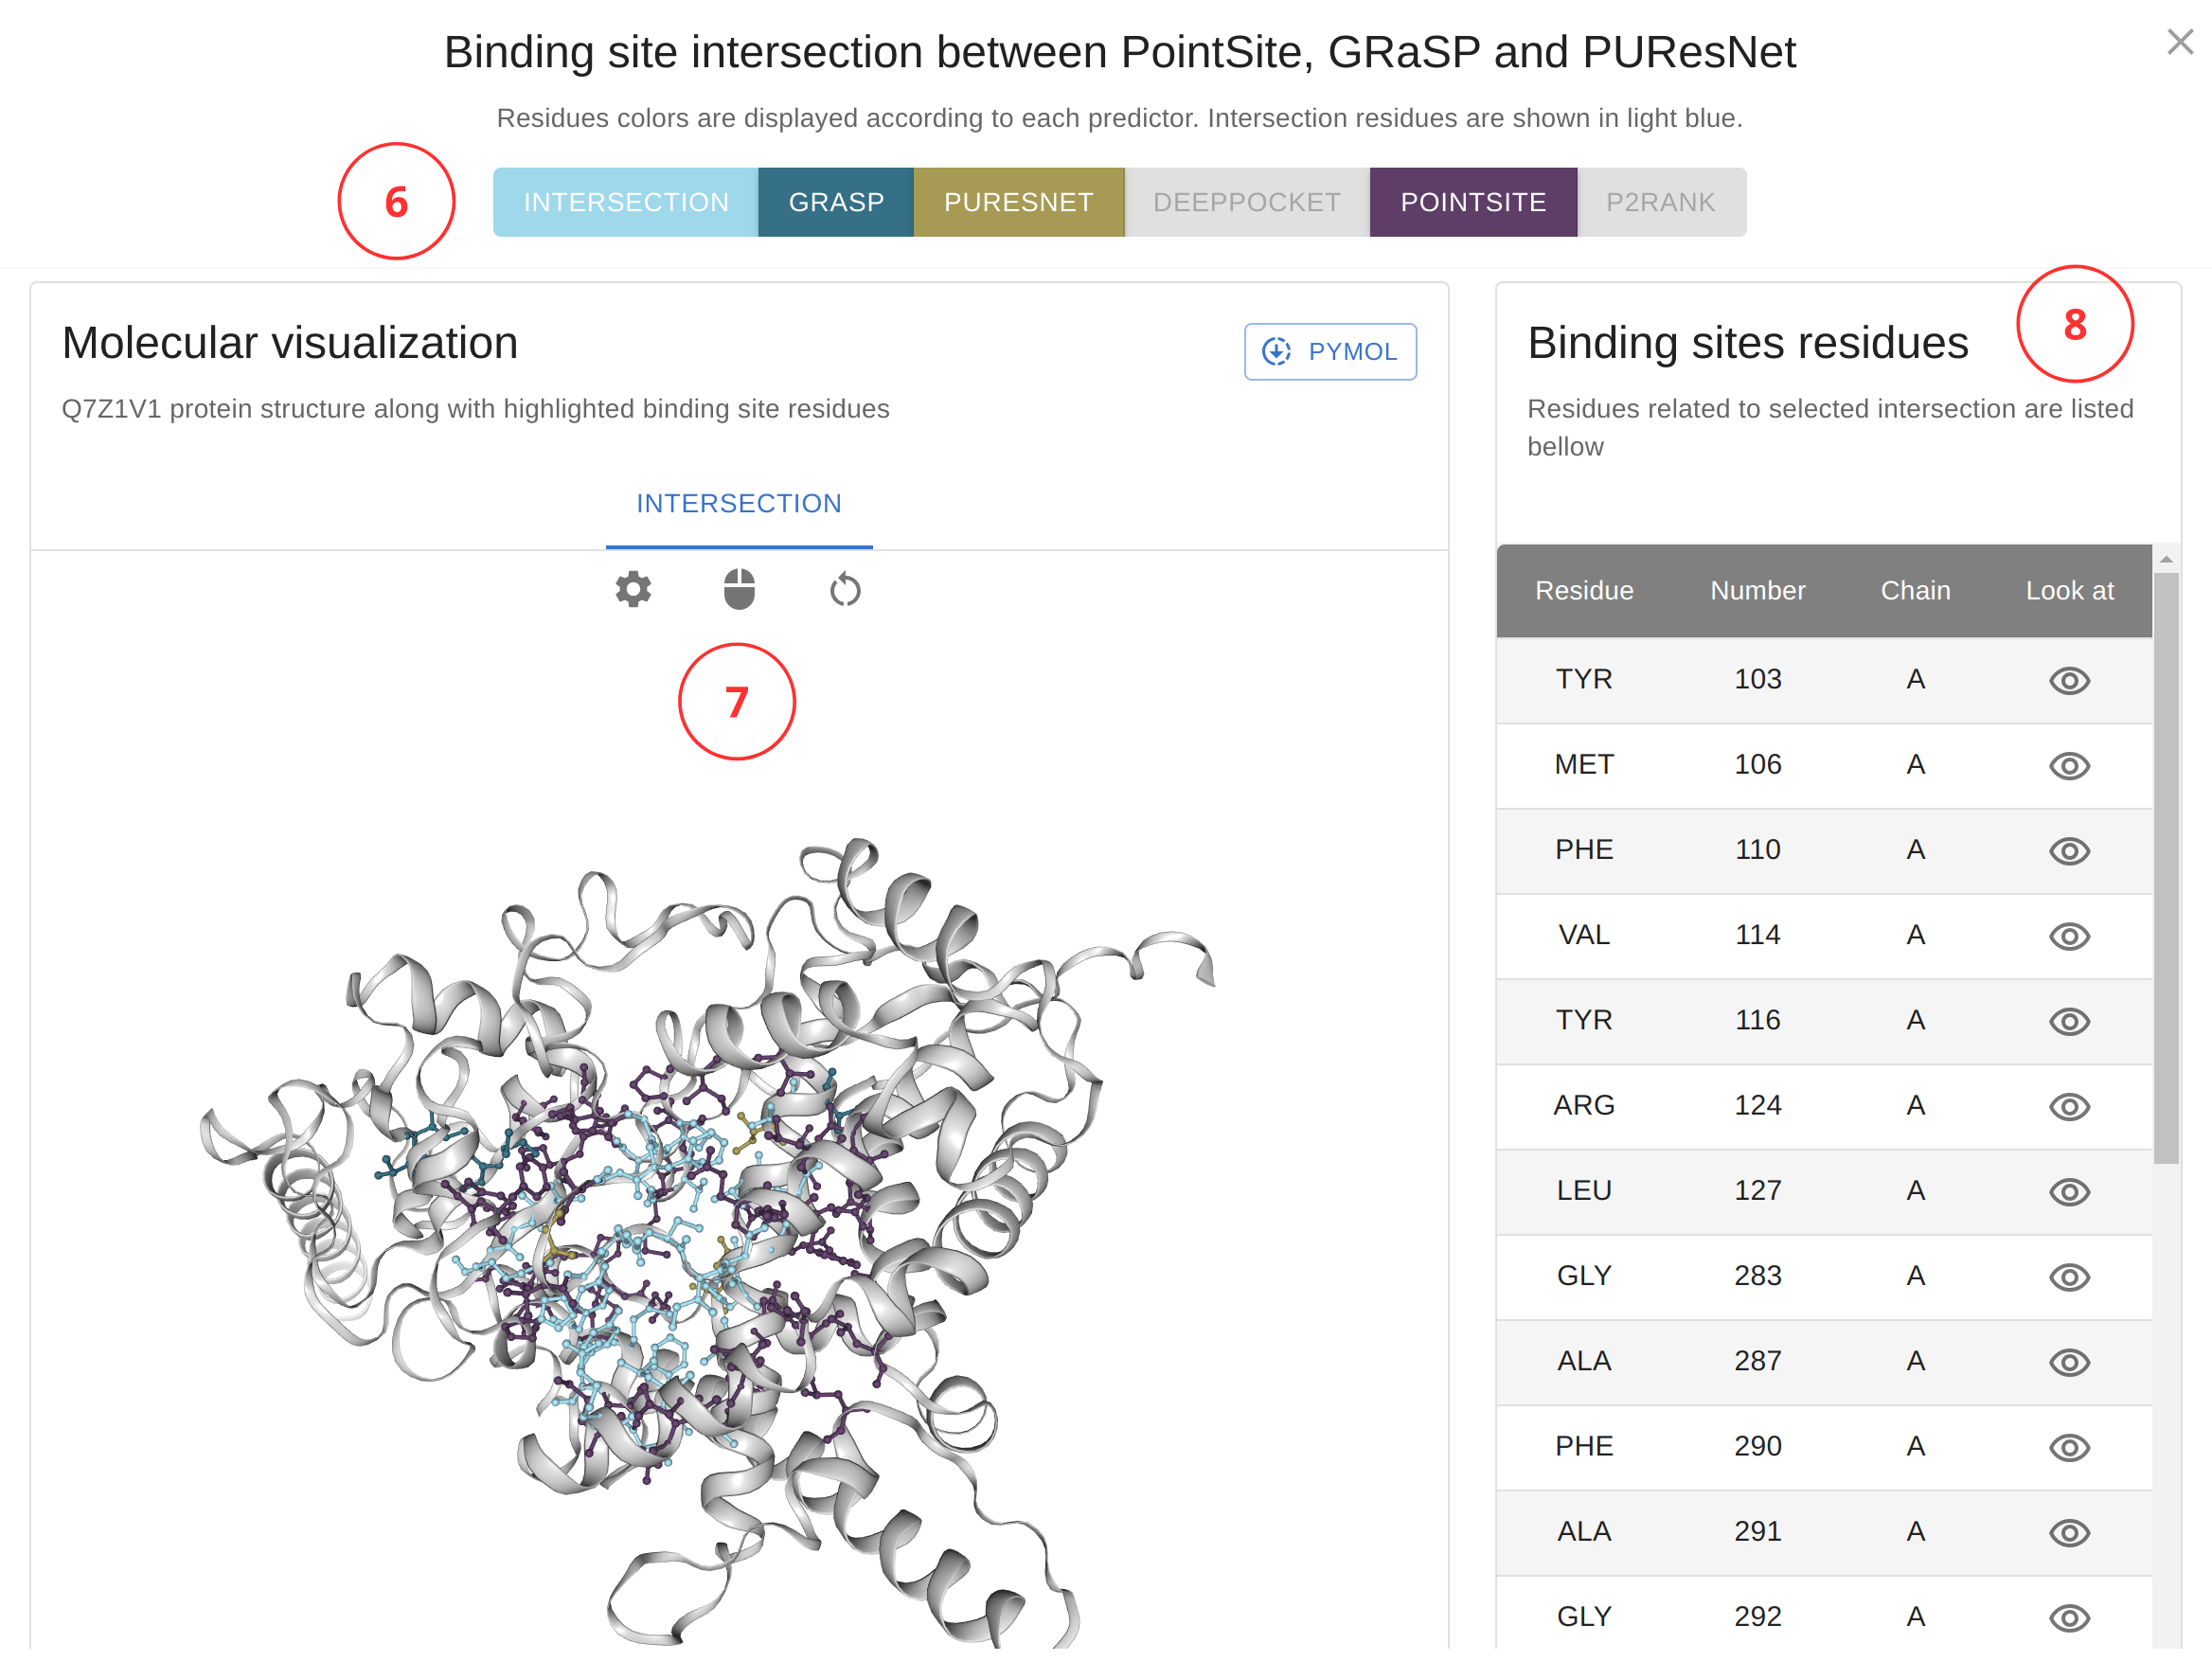 Binding site intersection between PointSite, GRaSP and PUResNet
Residues colors are displayed according to each predictor. Intersection residues are shown in light blue.
6
INTERSECTION GRASP PURESNET DEEPPOCKET POINTSITE P2RANK
Molecular visualization
PYMOL
Q7Z1V1 protein structure along with highlighted binding site residues
INTERSECTION
7
Binding sites residues
8
Residues related to selected intersection are listed
bellow
Residue Number Chain Look at
TYR 103 A
MET 106 A
PHE 110 A
VAL 114 A
TYR 116 A
ARG 124 A
LEU 127 A
GLY 283 A
ALA 287 A
PHE 290 A
ALA 291 A
GLY 292 A